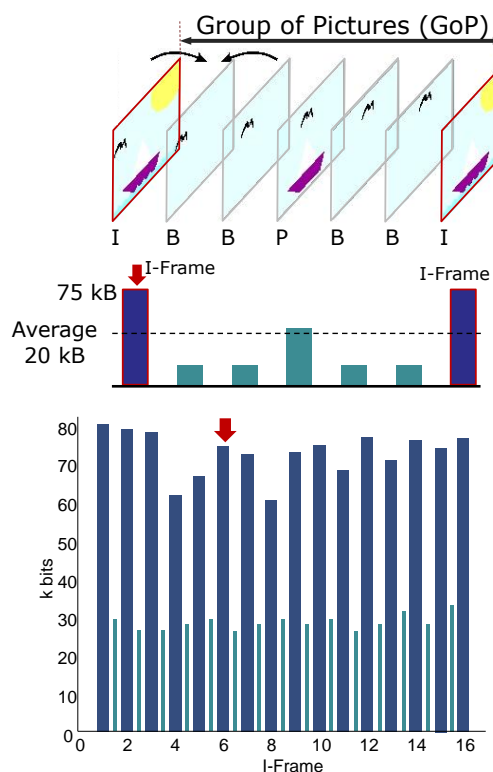 Group of Pictures (GoP)
I B B P B B I
I-Frame I-Frame
75 kB
Average
20 kB
80
70
60
50
40
30
20
10
0
k bits
0 2 4 6 8 10 12 14 16
I-Frame